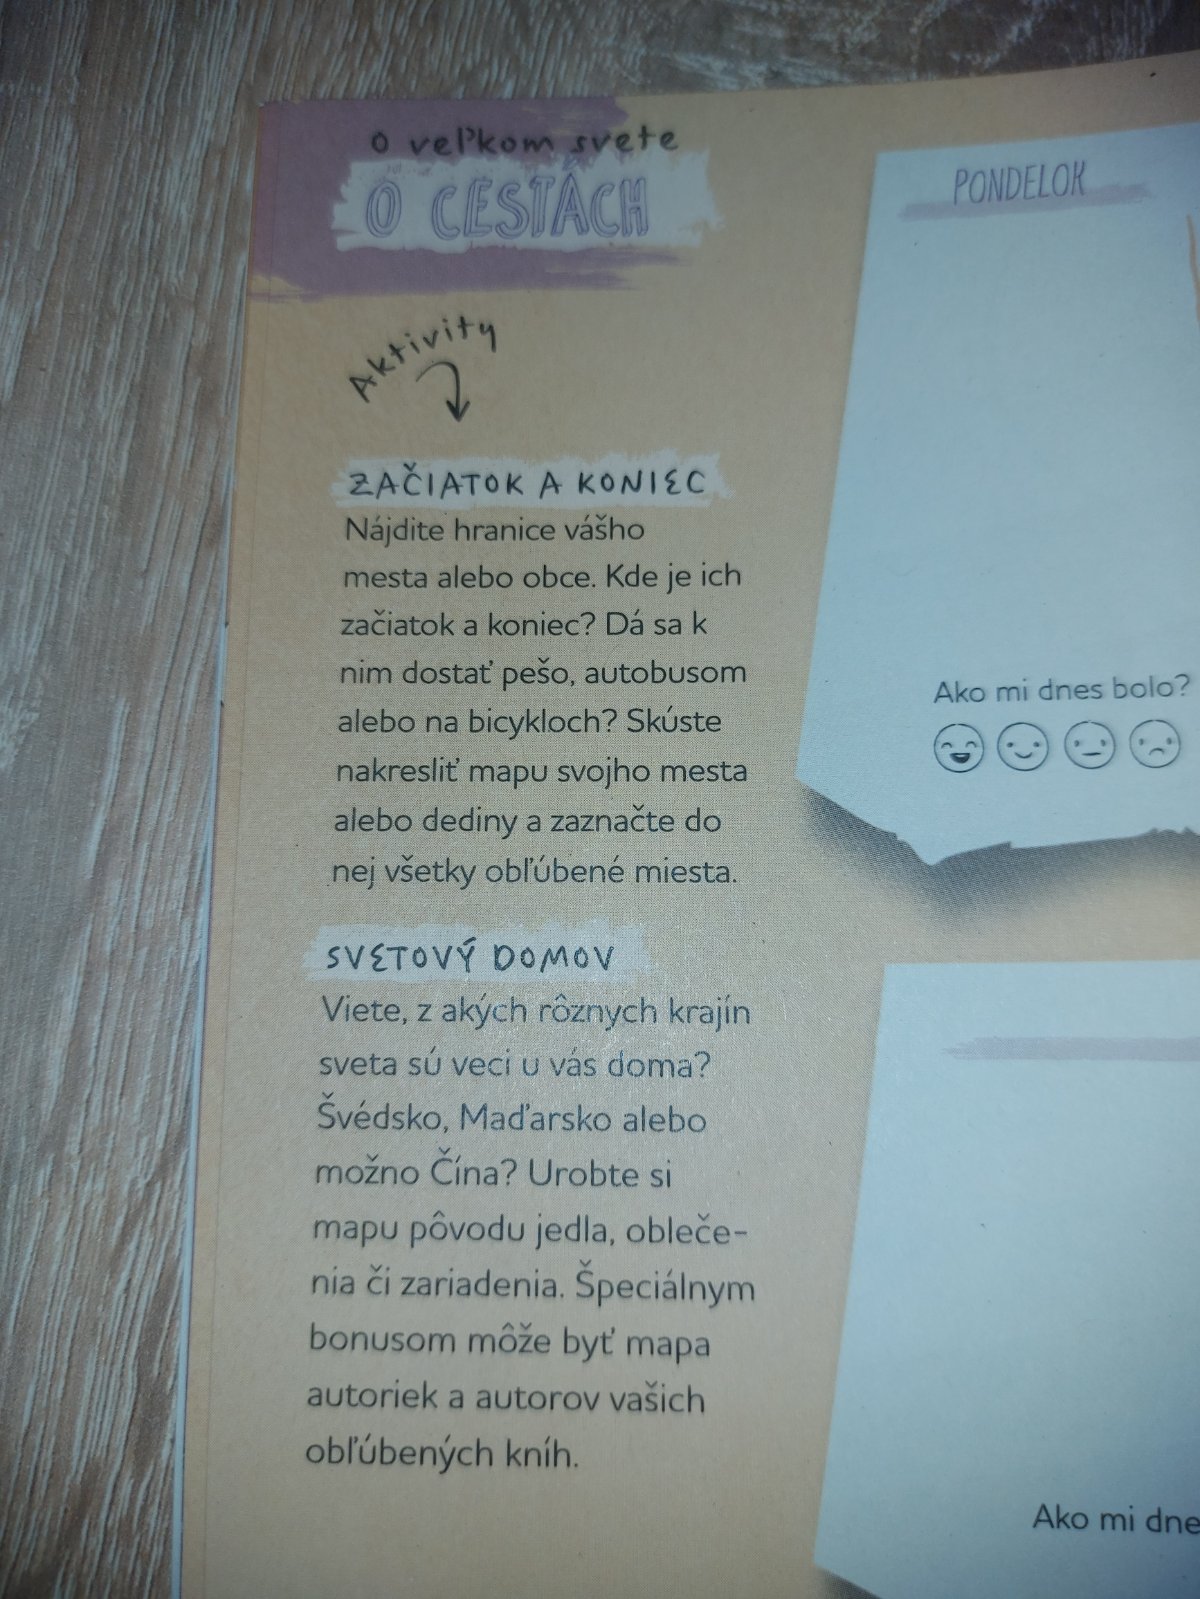 O veľkom svete
O CESTÁCH
Aktivity
ZAČIATOK A KONIEC
Nájdite hranice vášho
mesta alebo obce. Kde je ich
začiatok a koniec? Dá sa k
nim dostať pešo, autobusom
alebo na bicykloch? Skúste
nakresliť mapu svojho mesta
alebo dediny a zaznačte do
nej všetky obľúbené miesta.
SVETOVÝ DOMOV
Viete, z akých rôznych krajín
sveta sú veci u vás doma?
Švédsko, Maďarsko alebo
možno Čína? Urobte si
mapu pôvodu jedla, obleče-
nia či zariadenia. Špeciálnym
bonusom môže byť mapa
autoriek a autorov vašich
obľúbených kníh.
PONDELOK
Ako mi dnes bolo?
Ako mi dne